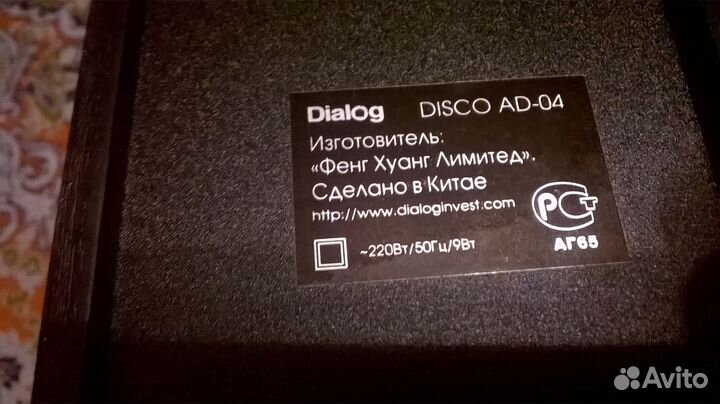 Dialog DISCO AD-04
Изготовитель:
«Фенг Хуанг Лимитед».
Сделано в Китае
http://www.dialoginvest.com
РСТ
АГ65
~220Вт/50Гц/9Вт
Avito